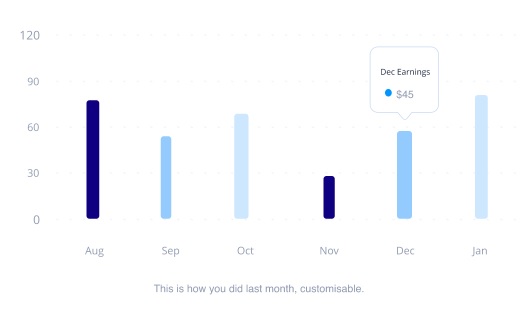 120
90
60
30
0
Dec Earnings
$45
Aug Sep Oct Nov Dec Jan
This is how you did last month, customisable.